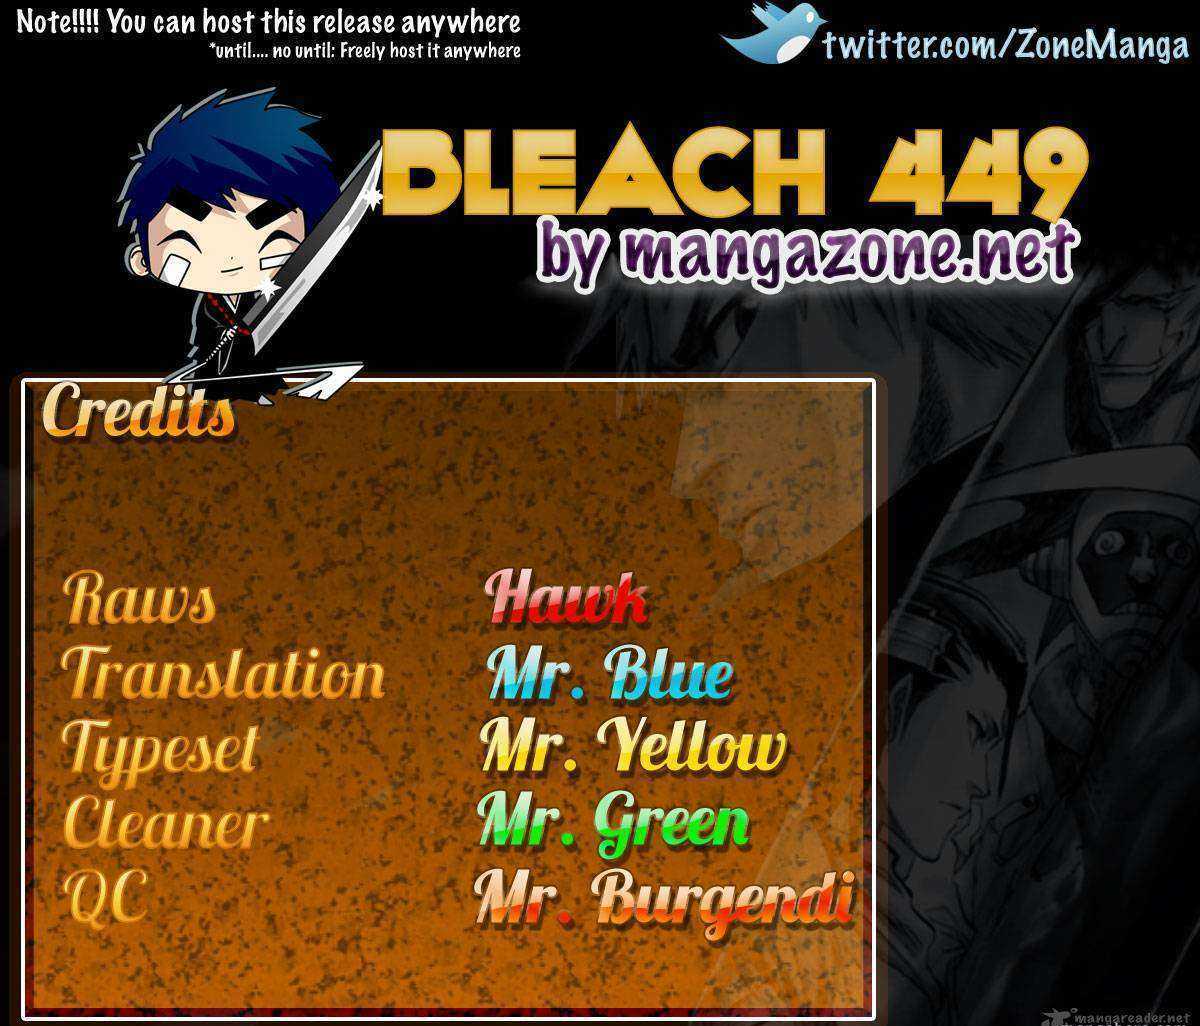 Note!!!! You can host this release anywhere
*until.... no until: Freely host it anywhere
twitter.com/ZoneManga
BLEACH 449
by mangazone.net
Credits
Raws Hawk
Translation Mr. Blue
Typeset Mr. Yellow
Cleaner Mr. Green
QC Mr. Burgendi
mangareader.net